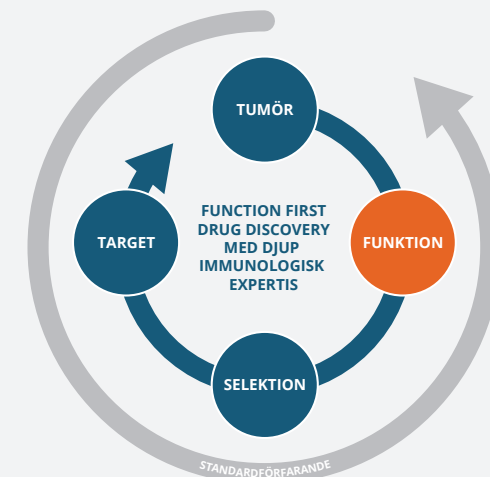 TUMÖR
FUNCTION FIRST
DRUG DISCOVERY
MED DJUP
IMMUNOLOGISK
EXPERTIS
TARGET
FUNKTION
SELEKTION
STANDARDFÖRFARANDE